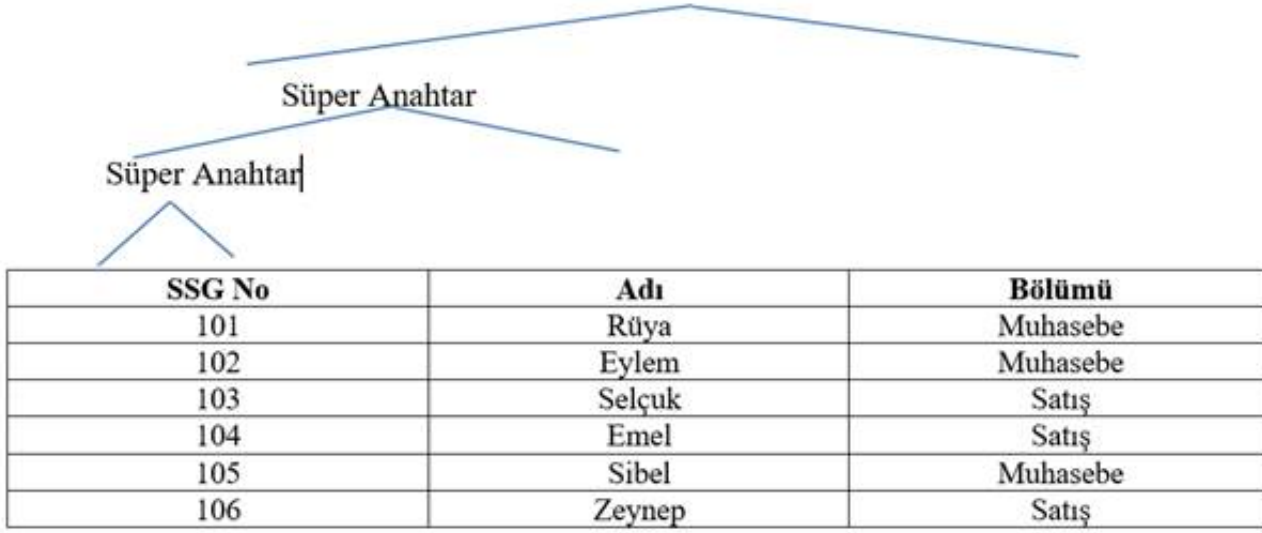 Süper Anahtar
Süper Anahtar
SSG No Adı Bölümü
101 Rüya Muhasebe
102 Eylem Muhasebe
103 Selçuk Satış
104 Emel Satış
105 Sibel Muhasebe
106 Zeynep Satış